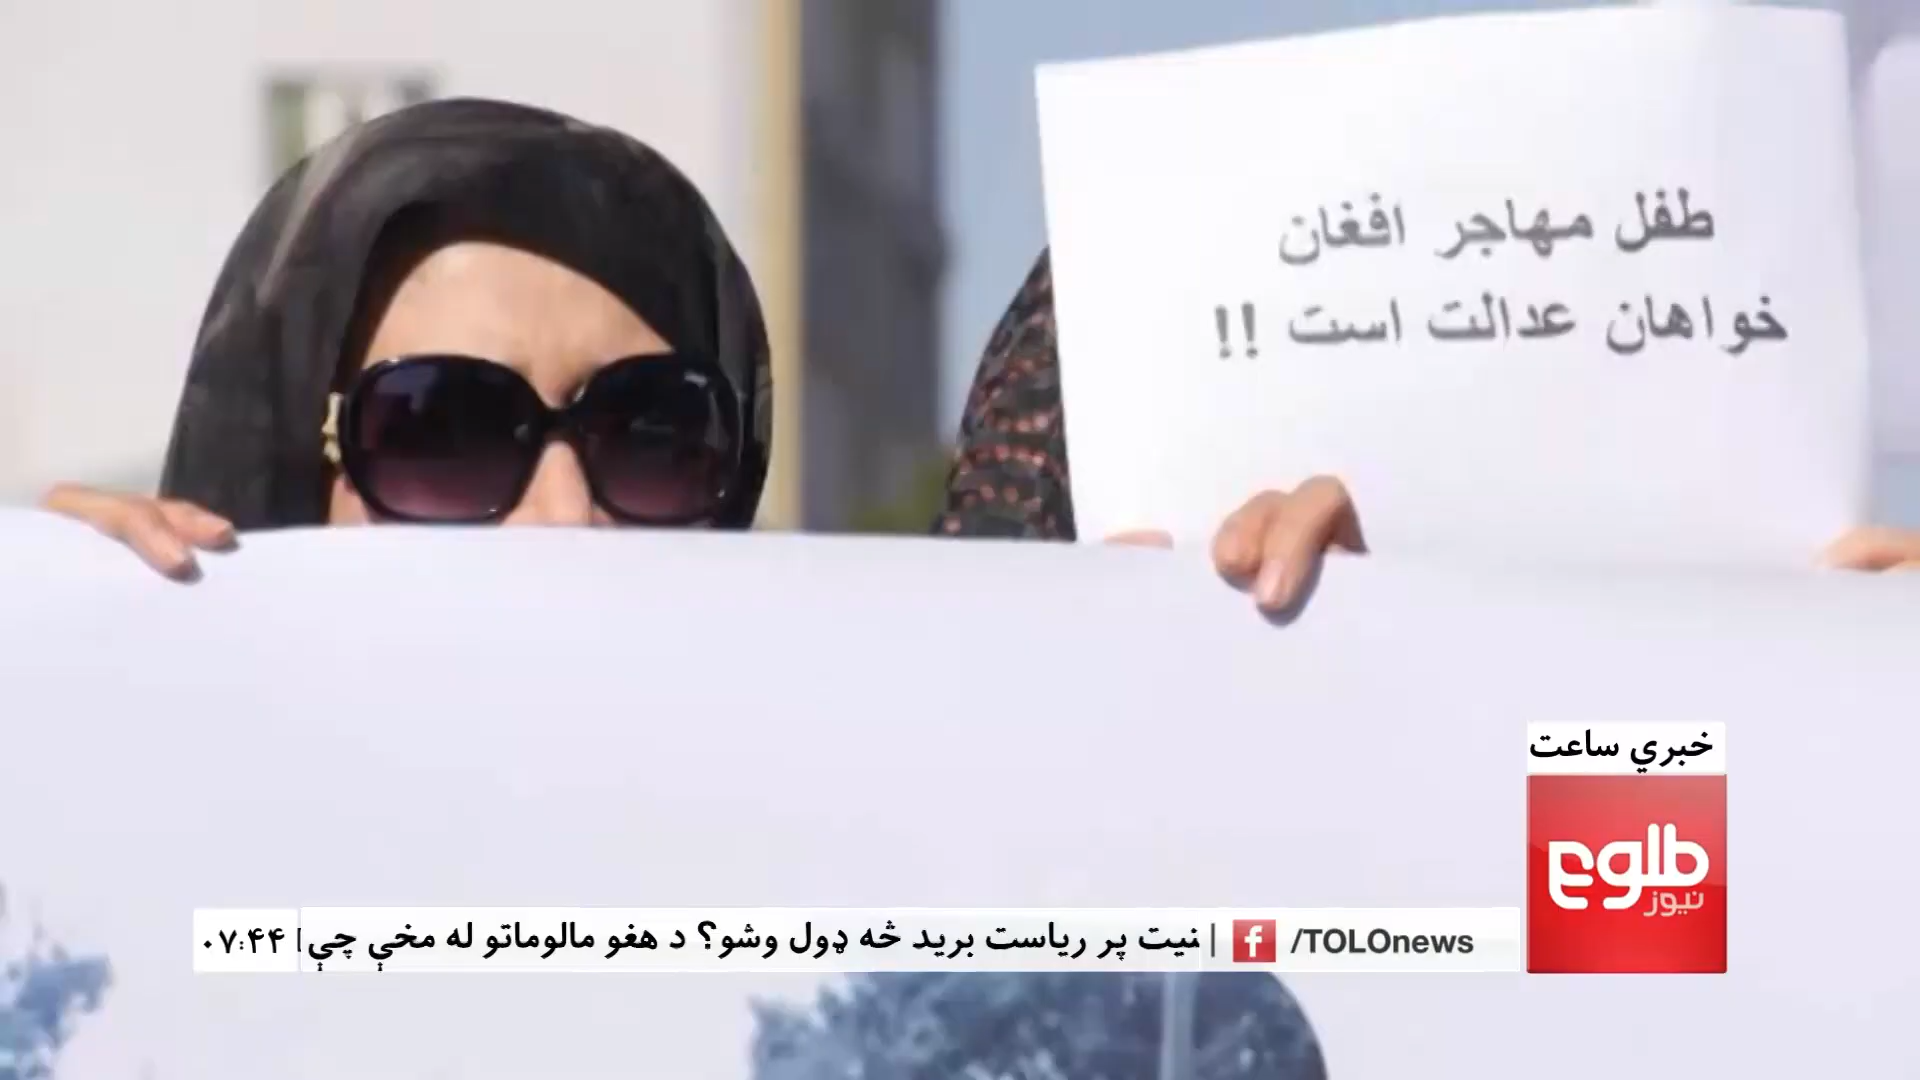 طفل مهاجر افغان
خواهان عدالت است !!
خبري ساعت
طلوع
نیوز
/TOLOnews
نیت پر ریاست برید څه ډول وشو؟ د هغو مالوماتو له مخې چې
۰۷:۴۴